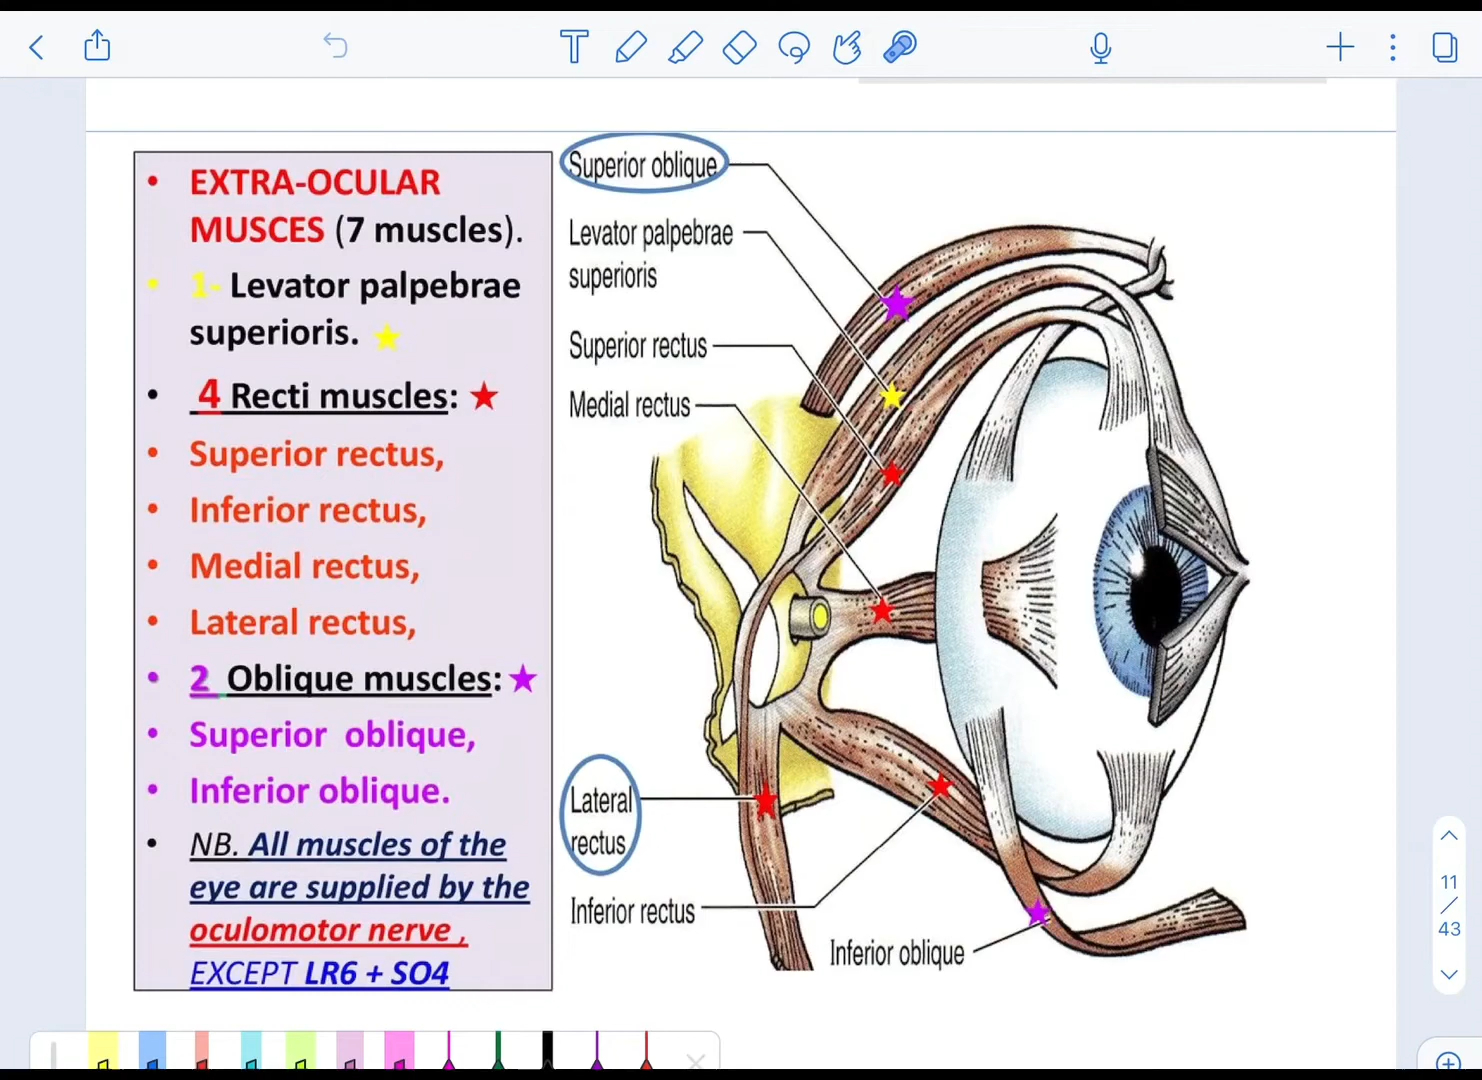 EXTRA-OCULAR
MUSCES (7 muscles).
1- Levator palpebrae
superioris.
4 Recti muscles:
Superior rectus,
Inferior rectus,
Medial rectus,
Lateral rectus,
2 Oblique muscles:
Superior oblique,
Inferior oblique.
NB. All muscles of the
eye are supplied by the
oculomotor nerve ,
EXCEPT LR6 + SO4
Superior oblique
Levator palpebrae
superioris
Superior rectus
Medial rectus
Lateral
rectus
Inferior rectus
Inferior oblique
11
/
43